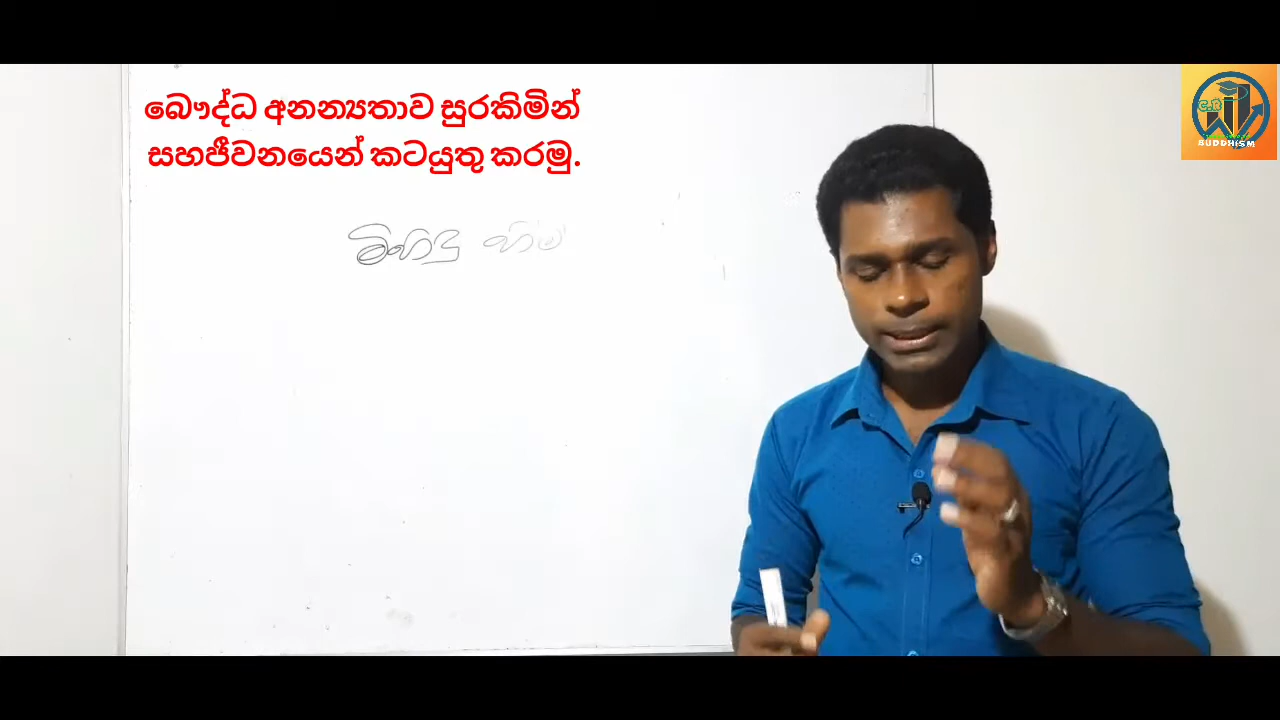 බෞද්ධ අනන්‍යතාව සුරකිමින්
සහජීවනයෙන් කටයුතු කරමු.
මිහිඳු හිමි
BUDDHISM